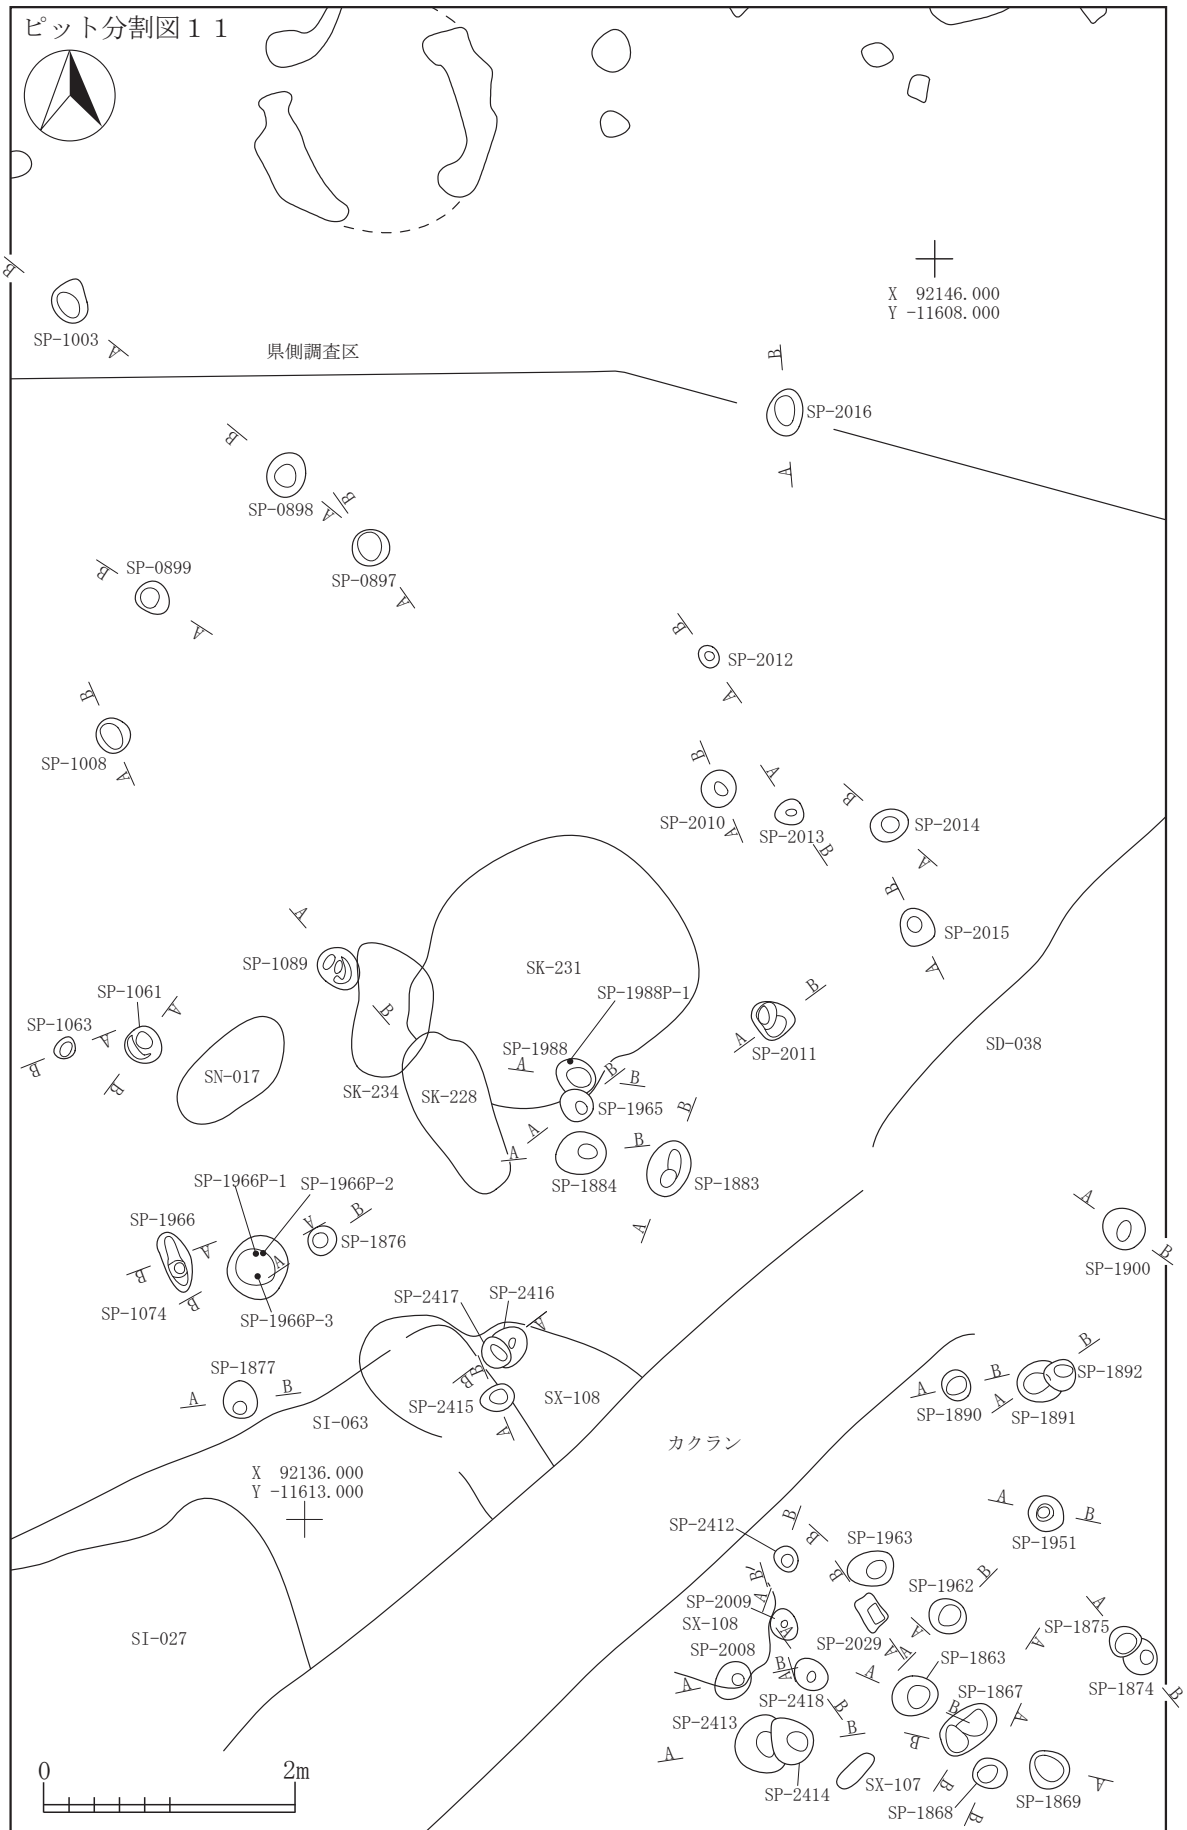 ピット分割図１１
B
SP-1003
A
X 92146.000
Y -11608.000
県側調査区
B
SP-2016
A
B
SP-0898
A
B
SP-0897
A
B
SP-0899
A
B
SP-2012
A
B
SP-1008
A
B
SP-2010
A
A
SP-2013
B
B
SP-2014
A
B
SP-2015
A
A
SP-1089
B
SK-231
SP-1988P-1
SP-1061
A
B
SP-1063
A
B
SN-017
SK-234
SK-228
SP-1988
A
B
B
SP-1965
A
B
SP-2011
A
SD-038
A
B
SP-1884
B
SP-1883
A
SP-1966P-1
SP-1966P-2
SP-1966
A
B
SP-1074
B
A
SP-1966P-3
A
B
SP-1876
A
SP-1900
B
SP-2417
SP-2416
A
B
B
SP-2415
A
SX-108
SP-1877
A
B
SI-063
X 92136.000
Y -11613.000
カクラン
A
B
SP-1890
B
SP-1892
A
SP-1891
A
SP-1951
B
SP-2412
B
B
SP-1963
B
A
B
SP-2009
SX-108
A
SP-2029
A
SP-1962
B
A
A
A
SP-1875
A
SP-1874
B
SP-2008
A
B
A
SP-2418
B
A
SP-1863
SP-1867
B
A
B
SP-2413
A
B
SP-2414
SX-107
B
SP-1868
B
SP-1869
A
SI-027
0
2m